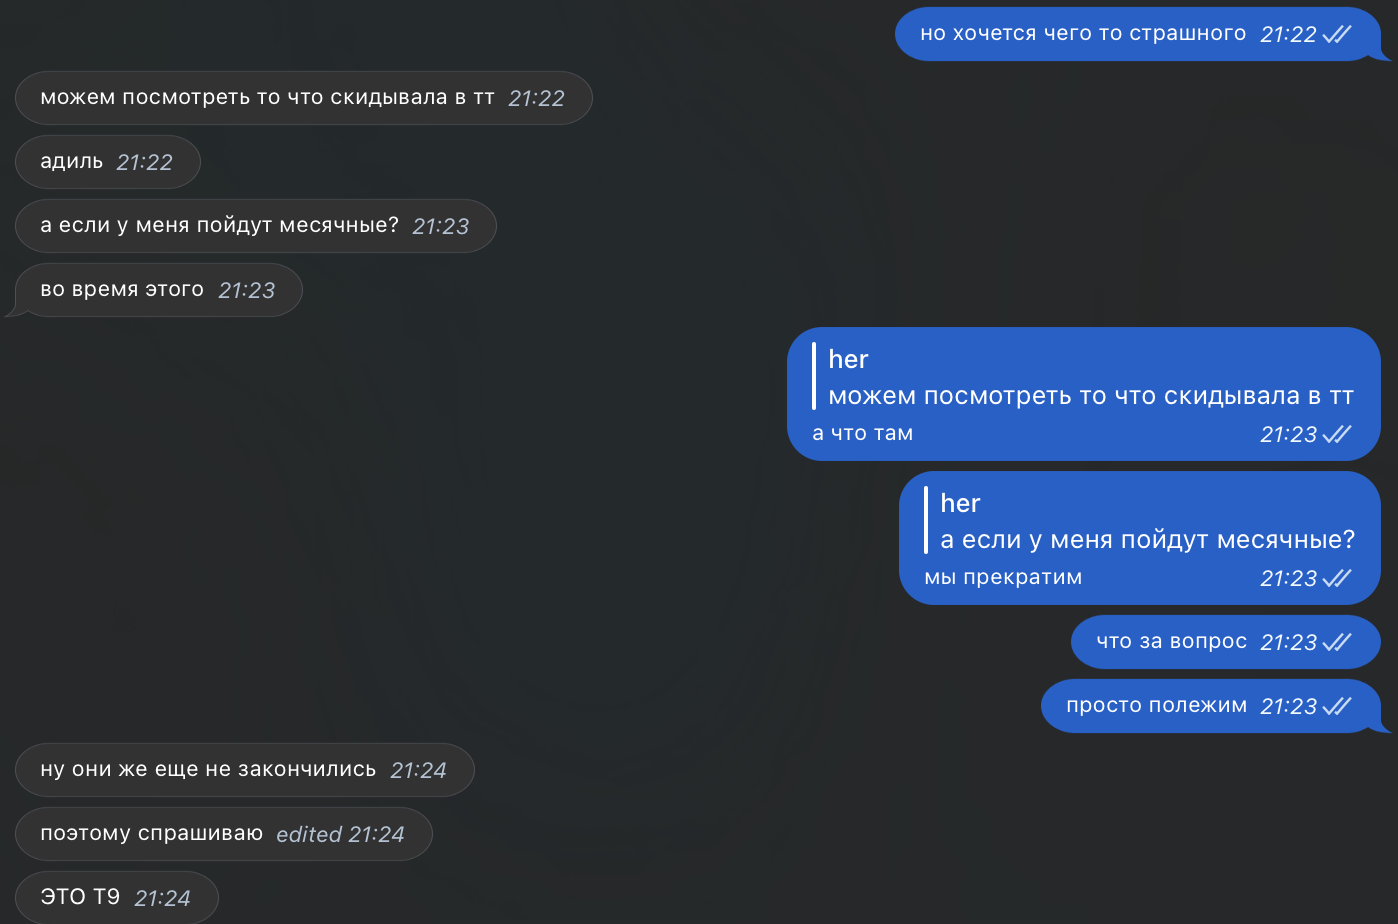 но хочется чего то страшного 21:22
можем посмотреть то что скидывала в тт 21:22
адиль 21:22
а если у меня пойдут месячные? 21:23
во время этого 21:23
her
можем посмотреть то что скидывала в тт
а что там 21:23
her
а если у меня пойдут месячные?
мы прекратим 21:23
что за вопрос 21:23
просто полежим 21:23
ну они же еще не закончились 21:24
поэтому спрашиваю edited 21:24
ЭТО Т9 21:24